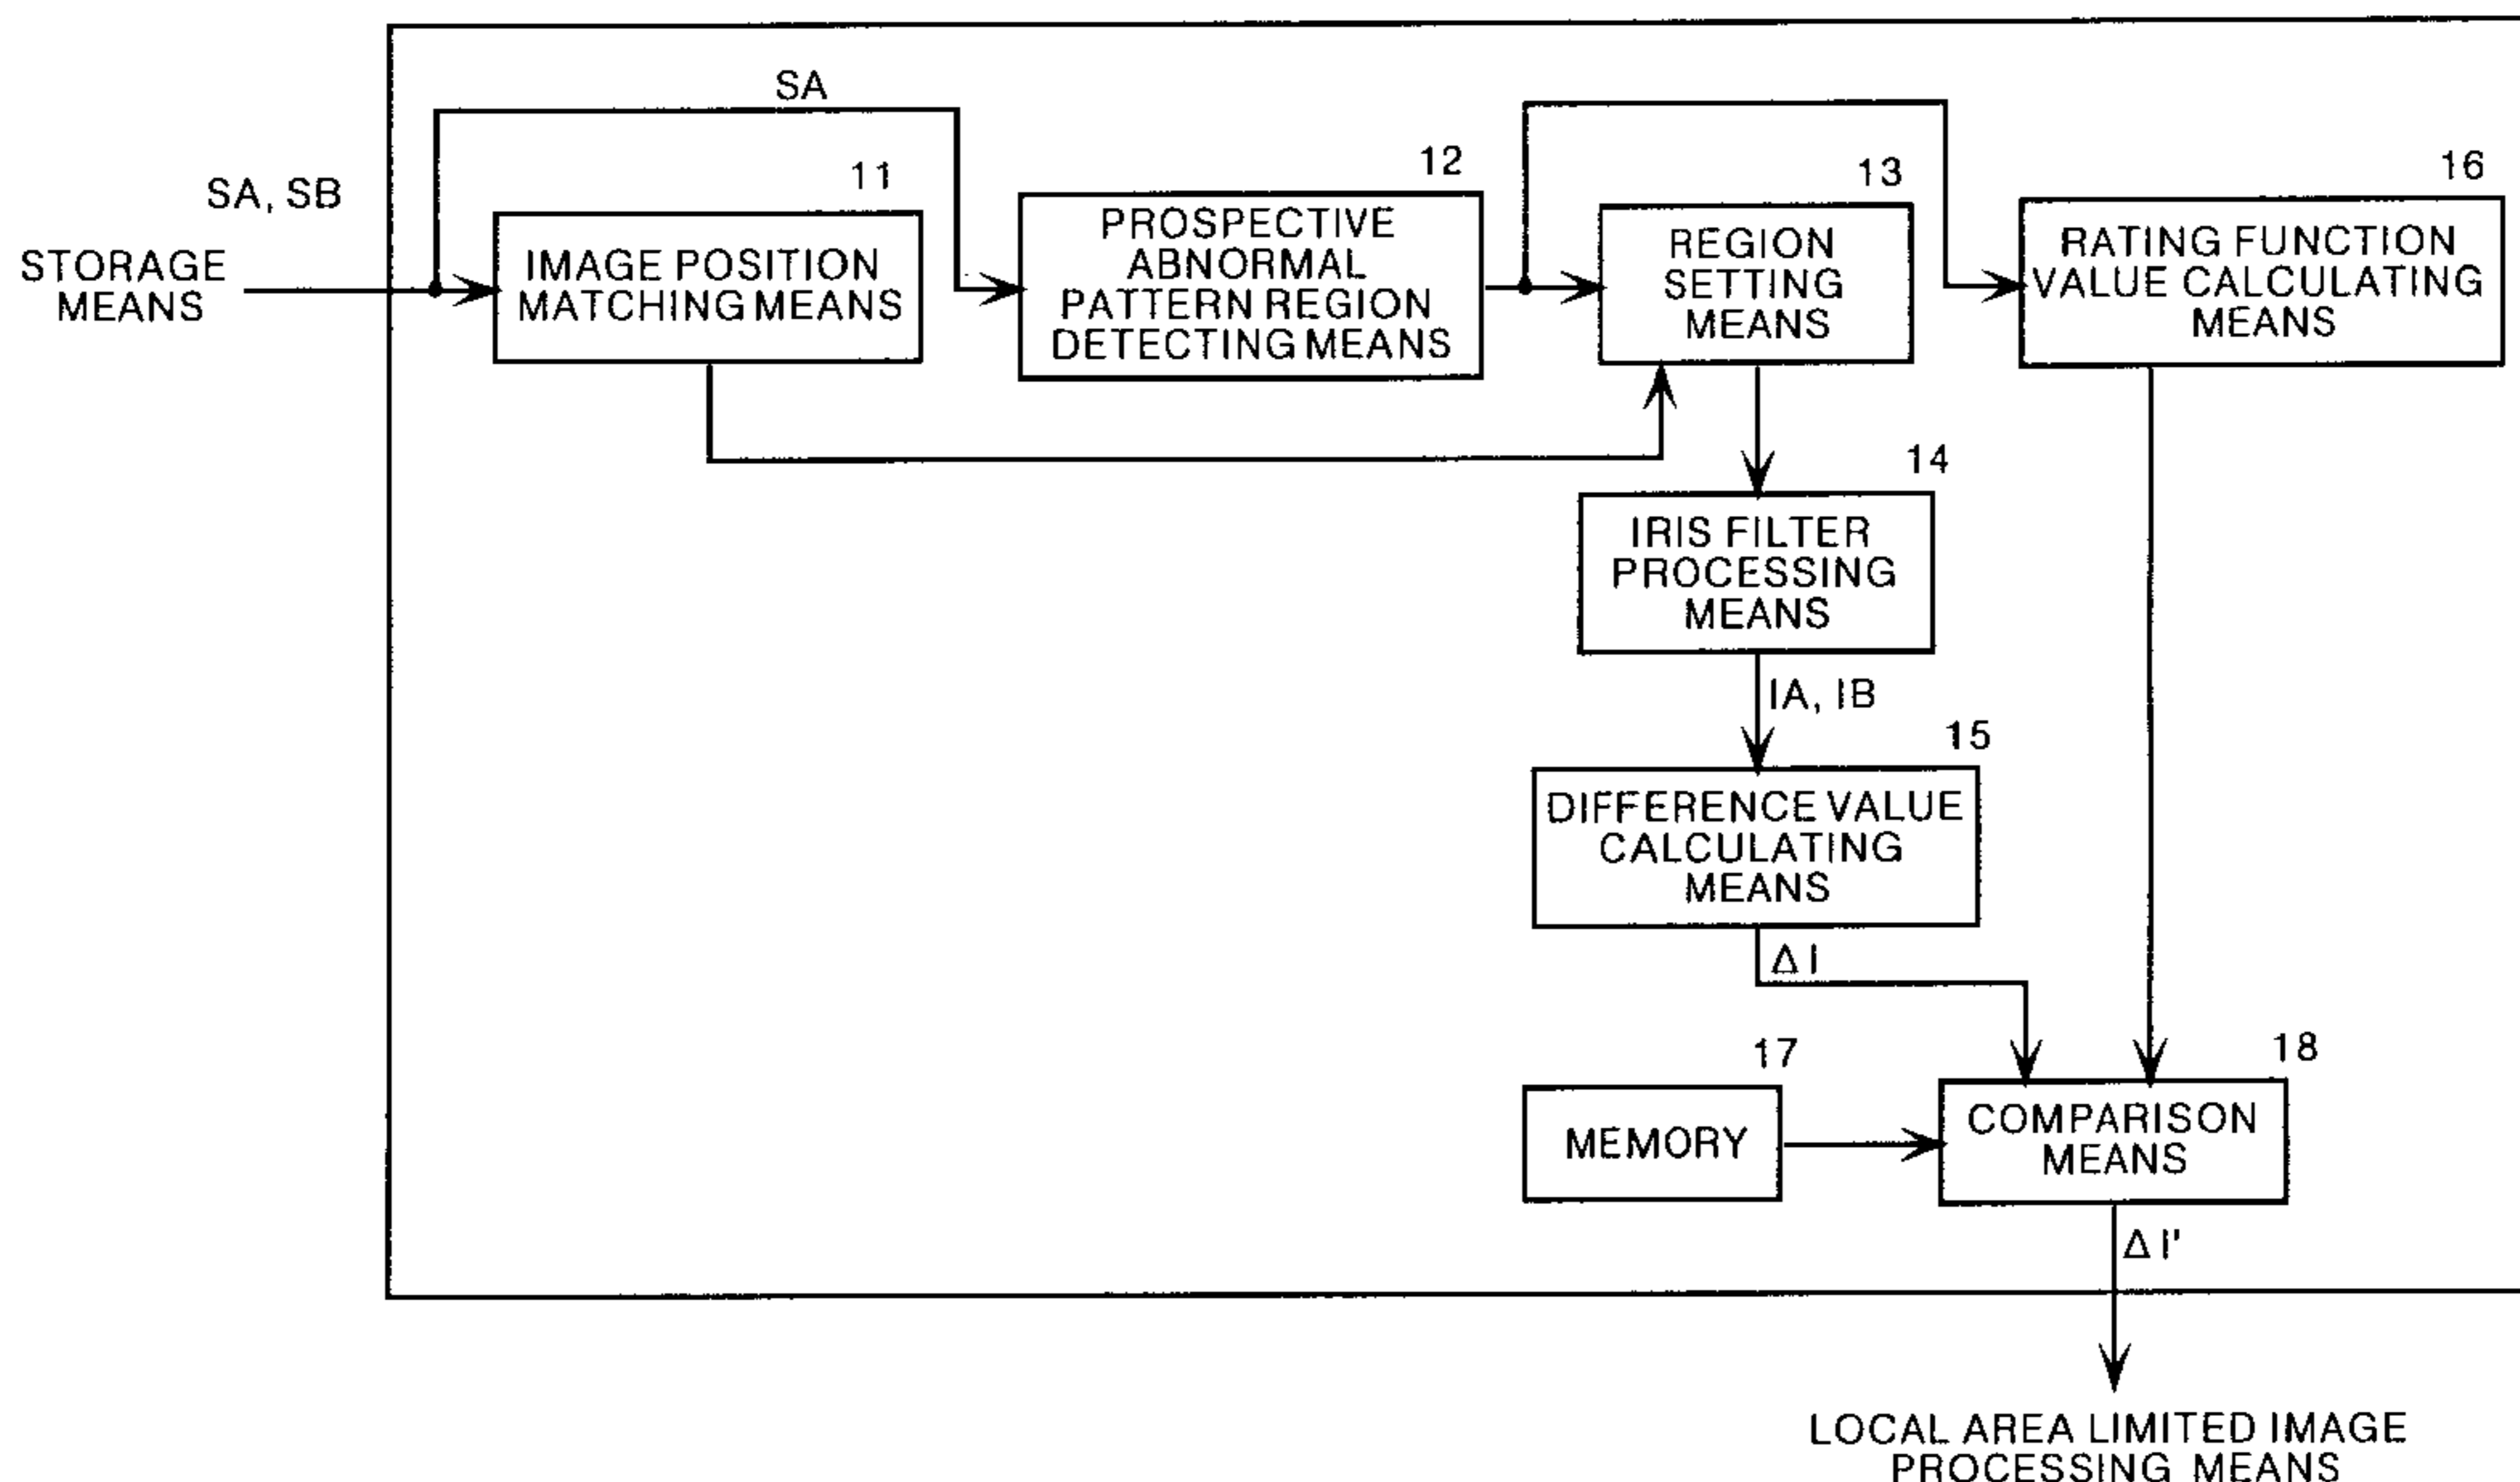 SA
SA, SB
STORAGE
MEANS
11
IMAGE POSITION
MATCHING MEANS
12
PROSPECTIVE
ABNORMAL
PATTERN REGION
DETECTING MEANS
13
REGION
SETTING
MEANS
16
RATING FUNCTION
VALUE CALCULATING
MEANS
14
IRIS FILTER
PROCESSING
MEANS
IA, IB
15
DIFFERENCE VALUE
CALCULATING
MEANS
Δ I
17
MEMORY
18
COMPARISON
MEANS
Δ I'
LOCAL AREA LIMITED IMAGE
PROCESSING MEANS